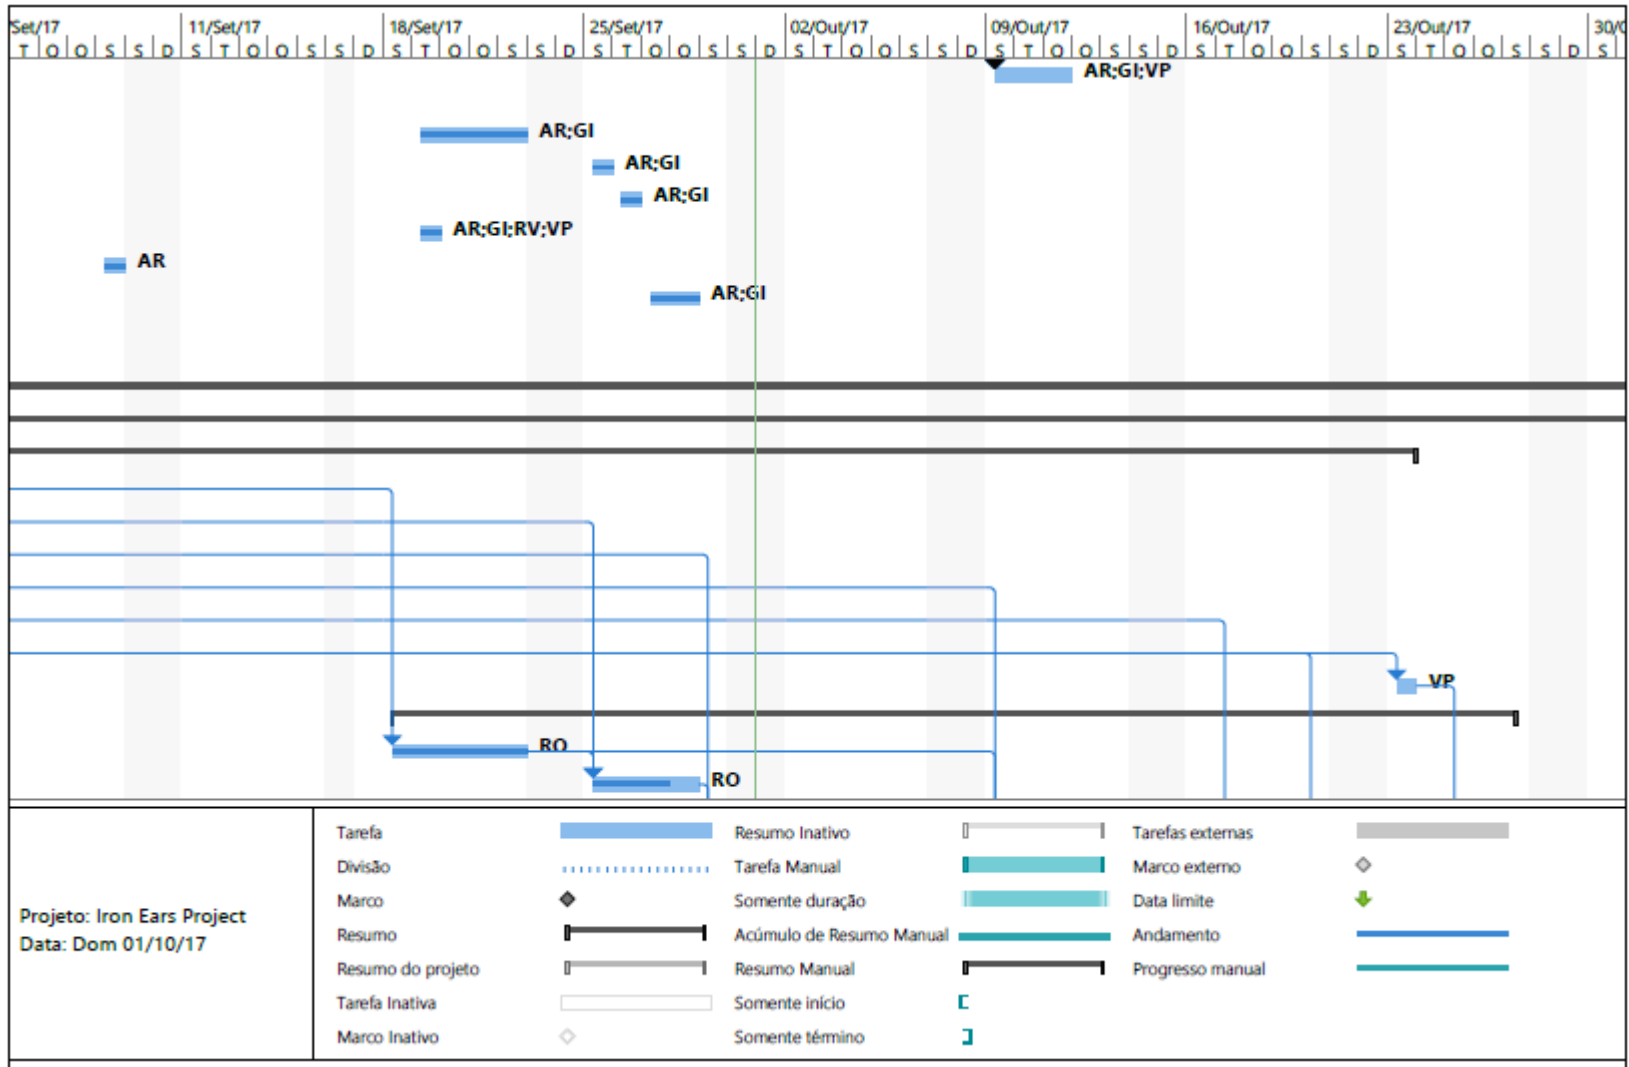 Set/17 11/Set/17 18/Set/17 25/Set/17 02/Out/17 09/Out/17 16/Out/17 23/Out/17 30/O
T Q Q S S D S T Q Q S S D S T Q Q S S D S T Q Q S S D S T Q Q S S D S T Q Q S S D S T Q Q S S D S T Q Q S S D S
AR;GI;VP
AR;GI
AR;GI
AR;GI
AR;GI;RV;VP
AR
AR;GI
VP
RO
RO
Tarefa Resumo Inativo Tarefas externas
Divisão Tarefa Manual Marco externo
Marco Somente duração Data limite
Resumo Acúmulo de Resumo Manual Andamento
Resumo do projeto Resumo Manual Progresso manual
Tarefa Inativa Somente início
Marco Inativo Somente término
Projeto: Iron Ears Project
Data: Dom 01/10/17